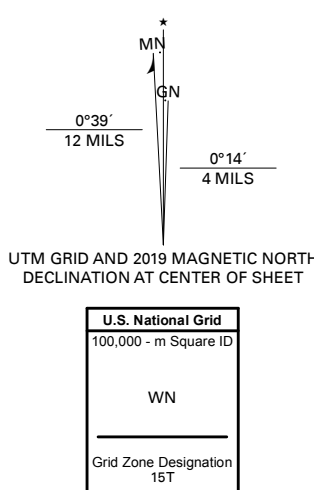 ★
MN
GN
0°39´
12 MILS
0°14´
4 MILS
UTM GRID AND 2019 MAGNETIC NORTH
DECLINATION AT CENTER OF SHEET
U.S. National Grid
100,000 - m Square ID
WN
Grid Zone Designation
15T